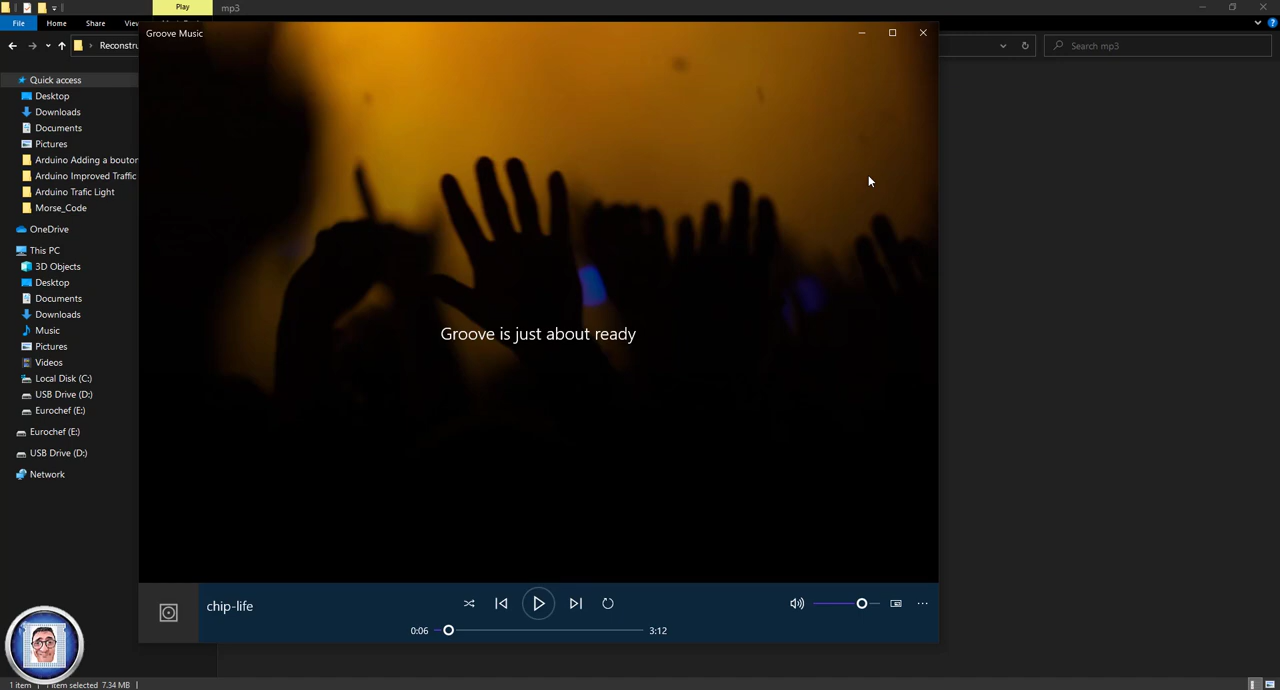 Play
mp3
File
Home
Share
Reconstru
Search mp3
Groove Music
Quick access
Desktop
Downloads
Documents
Pictures
Arduino Adding a bouton
Arduino Improved Traffic
Arduino Trafic Light
Morse_Code
OneDrive
This PC
3D Objects
Desktop
Documents
Downloads
Music
Pictures
Videos
Local Disk (C:)
USB Drive (D:)
Eurochef (E:)
Eurochef (E:)
USB Drive (D:)
Network
Groove is just about ready
chip-life
0:06
3:12
1 item
1 item selected 7.34 MB